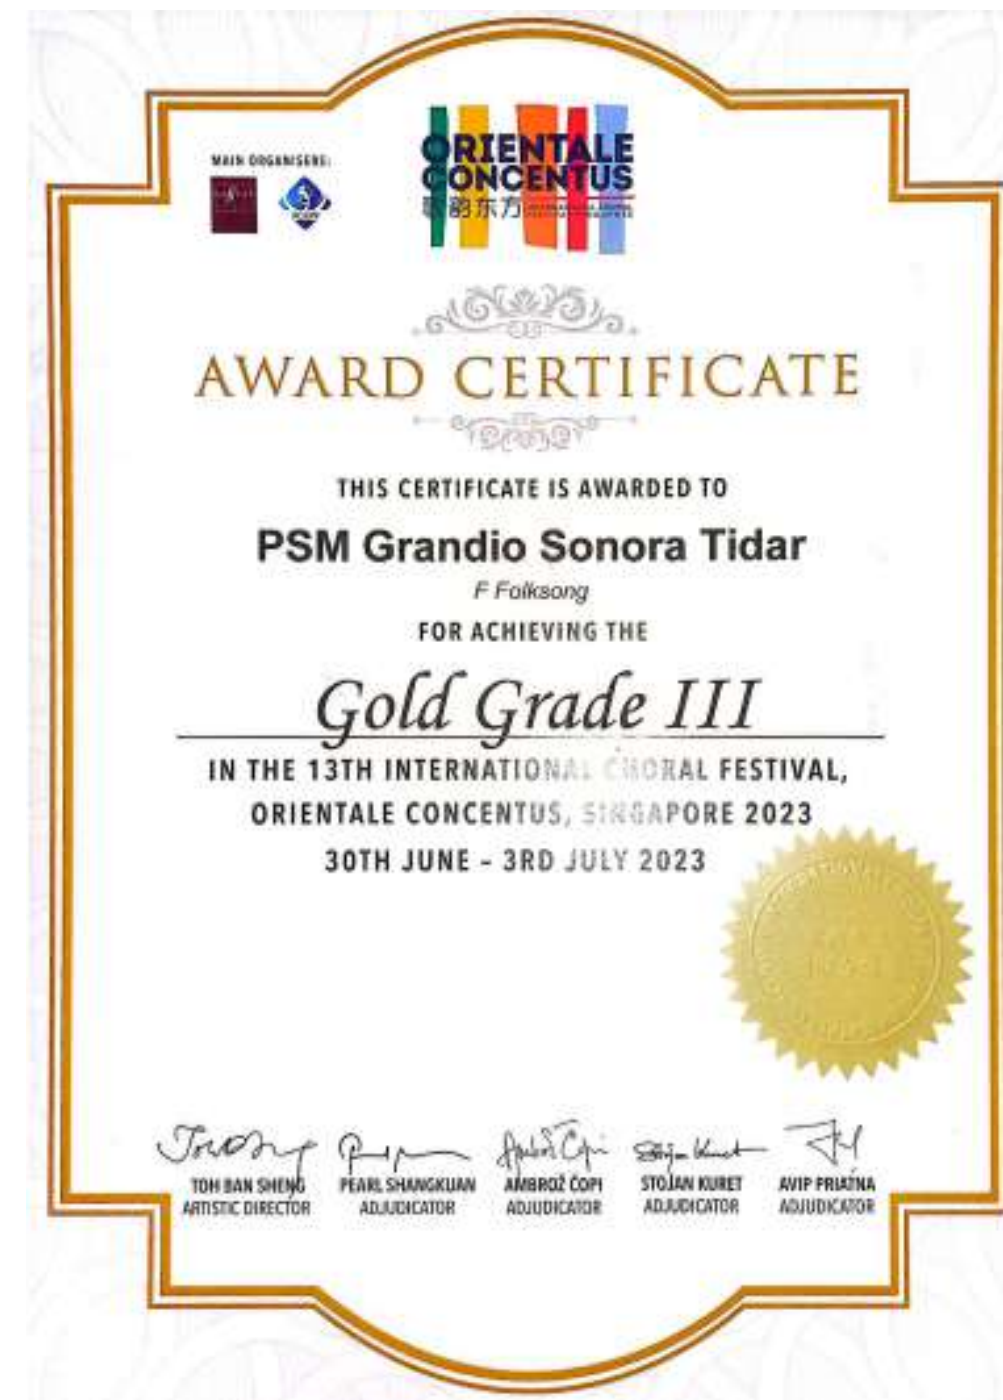 MAIN ORGANISERS:
ORIENTALE
CONCENTUS
歌韵东方
AWARD CERTIFICATE
THIS CERTIFICATE IS AWARDED TO
PSM Grandio Sonora Tidar
F Folksong
FOR ACHIEVING THE
Gold Grade III
IN THE 13TH INTERNATIONAL CHORAL FESTIVAL,
ORIENTALE CONCENTUS, SINGAPORE 2023
30TH JUNE – 3RD JULY 2023
TOH BAN SHENG
ARTISTIC DIRECTOR
PEARL SHANGKUAN
ADJUDICATOR
AMBROŽ ČOPI
ADJUDICATOR
STOJAN KURET
ADJUDICATOR
AVIP PRIATNA
ADJUDICATOR